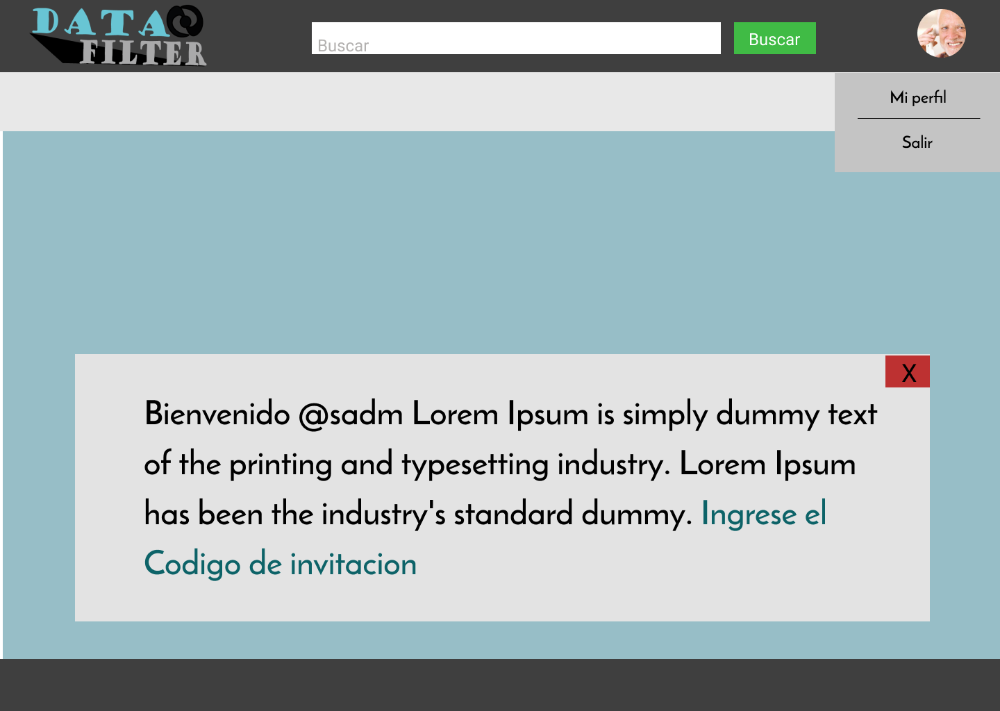 DATA
FILTER
Buscar
Buscar
Mi perfil
Salir
X
Bienvenido @sadm Lorem Ipsum is simply dummy text
of the printing and typesetting industry. Lorem Ipsum
has been the industry's standard dummy. Ingrese el
Codigo de invitacion